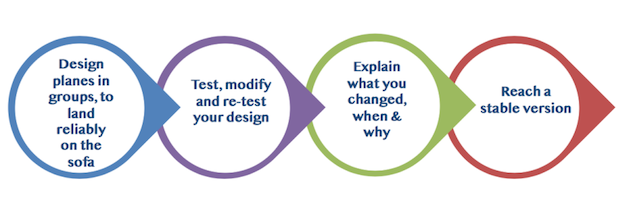 Design
planes in
groups, to
land
reliably
on the
sofa
Test, modify
and re-test
your design
Explain
what you
changed,
when &
why
Reach a
stable version